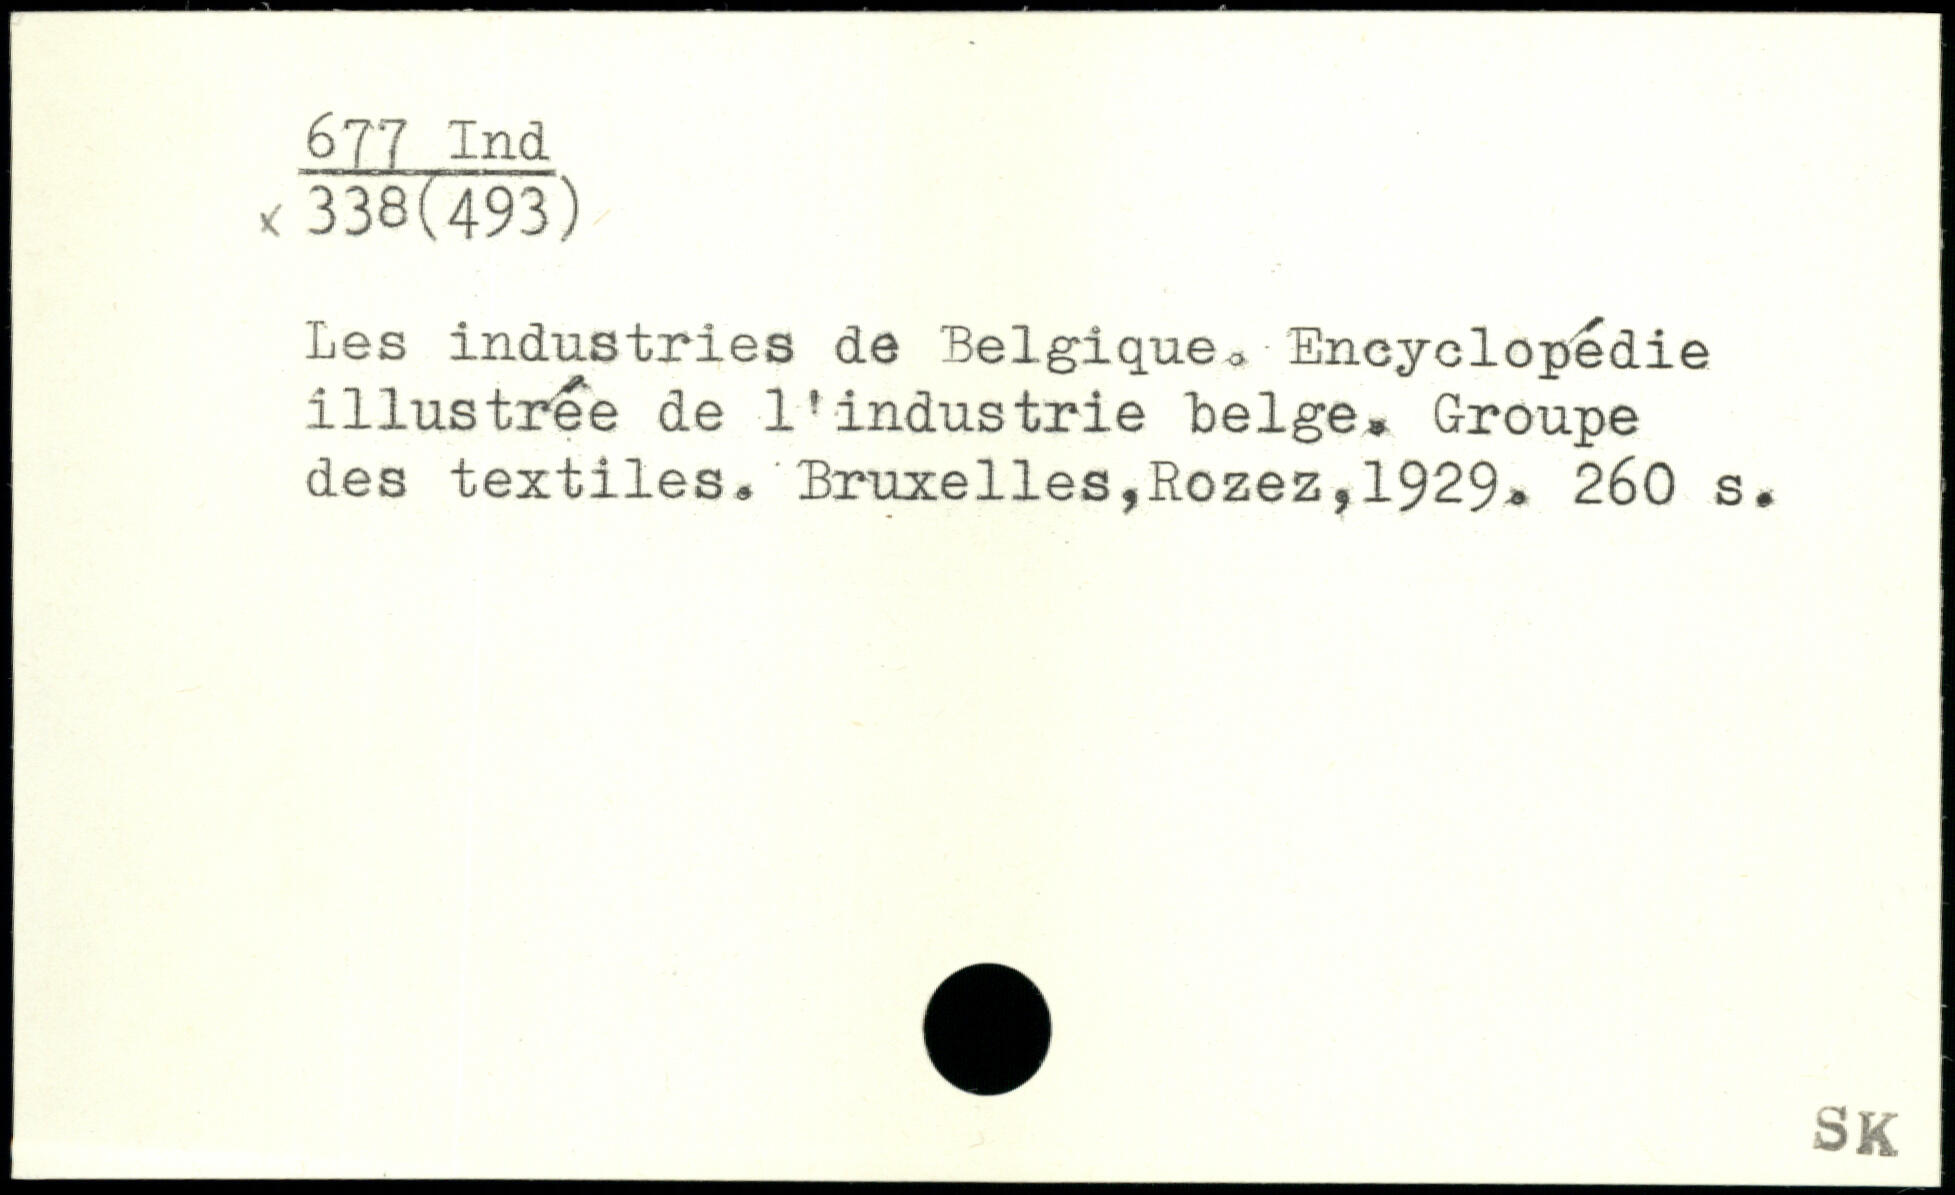 677 Ind
x 338(493)
Les industries de Belgique. Encyclopédie
illustrée de l'industrie belge. Groupe
des textiles. Bruxelles,Rozez,1929. 260 s.
SK